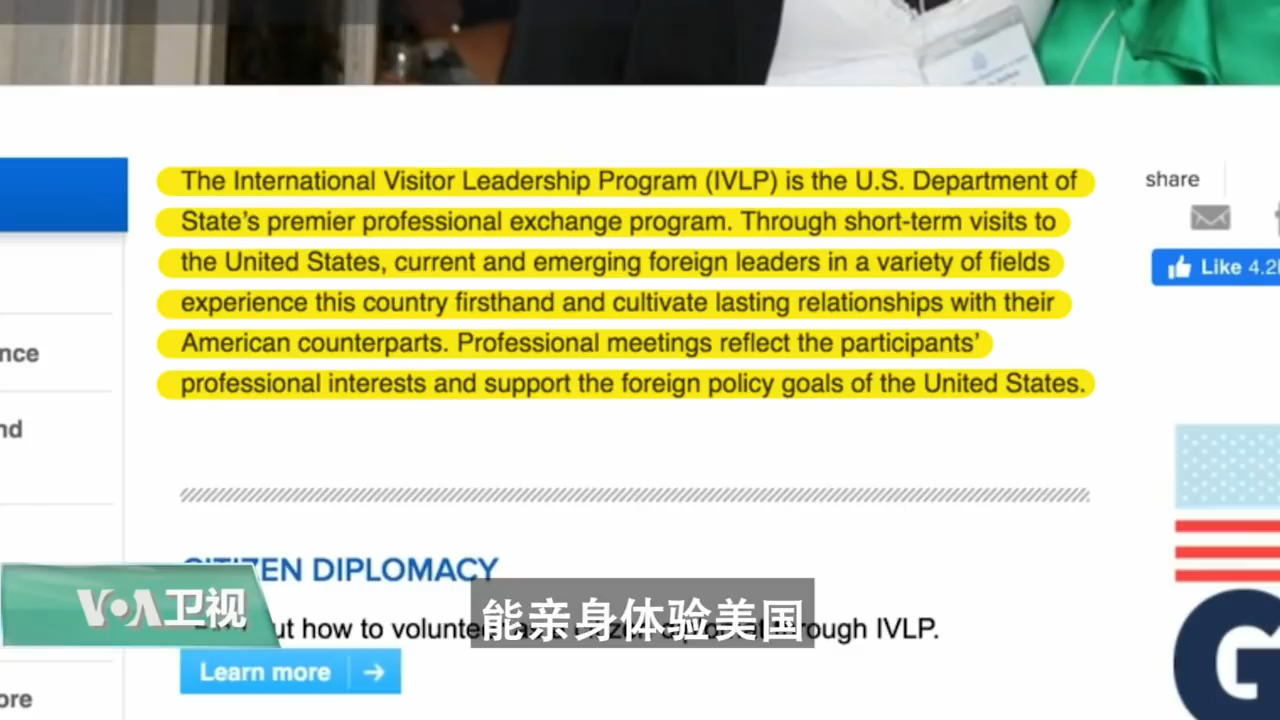 The International Visitor Leadership Program (IVLP) is the U.S. Department of
State's premier professional exchange program. Through short-term visits to
the United States, current and emerging foreign leaders in a variety of fields
experience this country firsthand and cultivate lasting relationships with their
American counterparts. Professional meetings reflect the participants'
professional interests and support the foreign policy goals of the United States.
share
Like 4.2
nce
nd
CITIZEN DIPLOMACY
VOA卫视
能亲身体验美国
how to through IVLP.
Learn more
ore
G